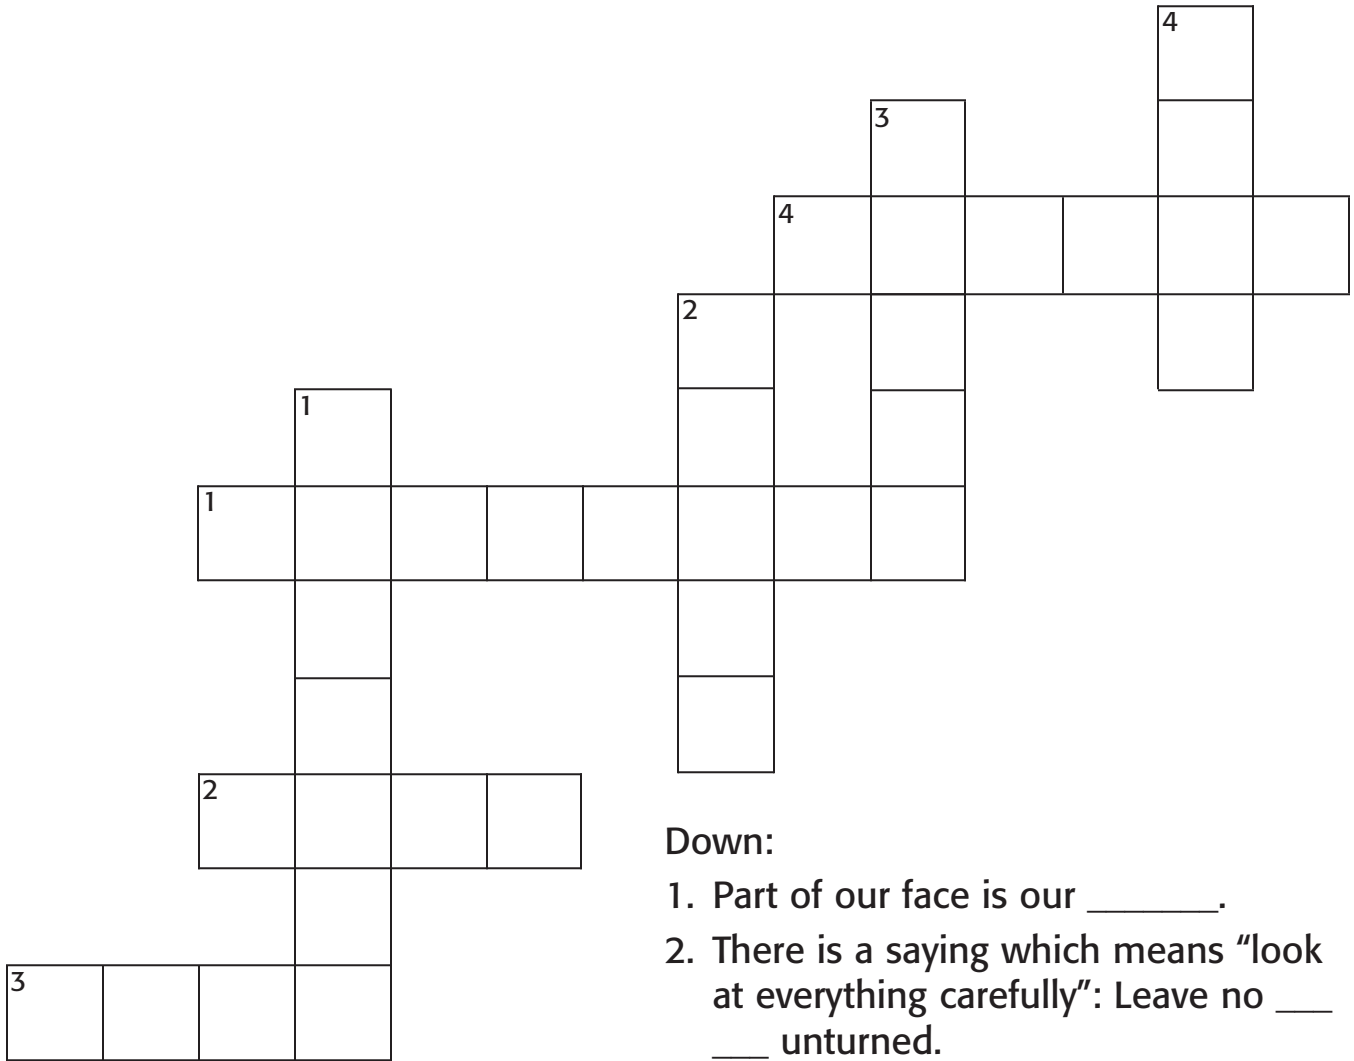 4
3
4
2
1
1
2
3
Down:
1. Part of our face is our _______.
2. There is a saying which means “look
at everything carefully”: Leave no ___
___ unturned.